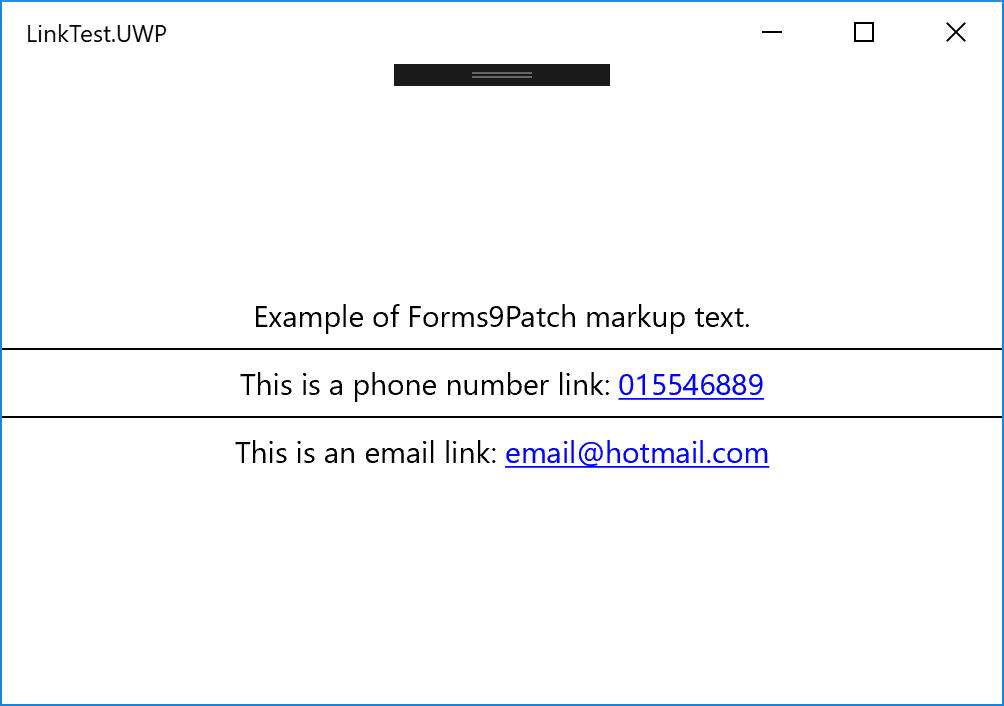 LinkTest.UWP
Example of Forms9Patch markup text.
This is a phone number link: 015546889
This is an email link: email@hotmail.com